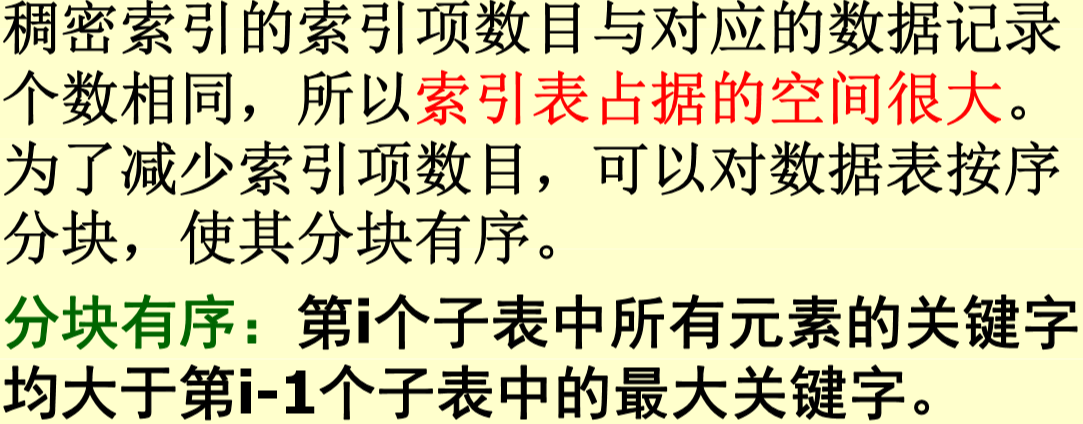 稠密索引的索引项数目与对应的数据记录
个数相同，所以索引表占据的空间很大。
为了减少索引项数目，可以对数据表按序
分块，使其分块有序。
分块有序：第i个子表中所有元素的关键字
均大于第i-1个子表中的最大关键字。